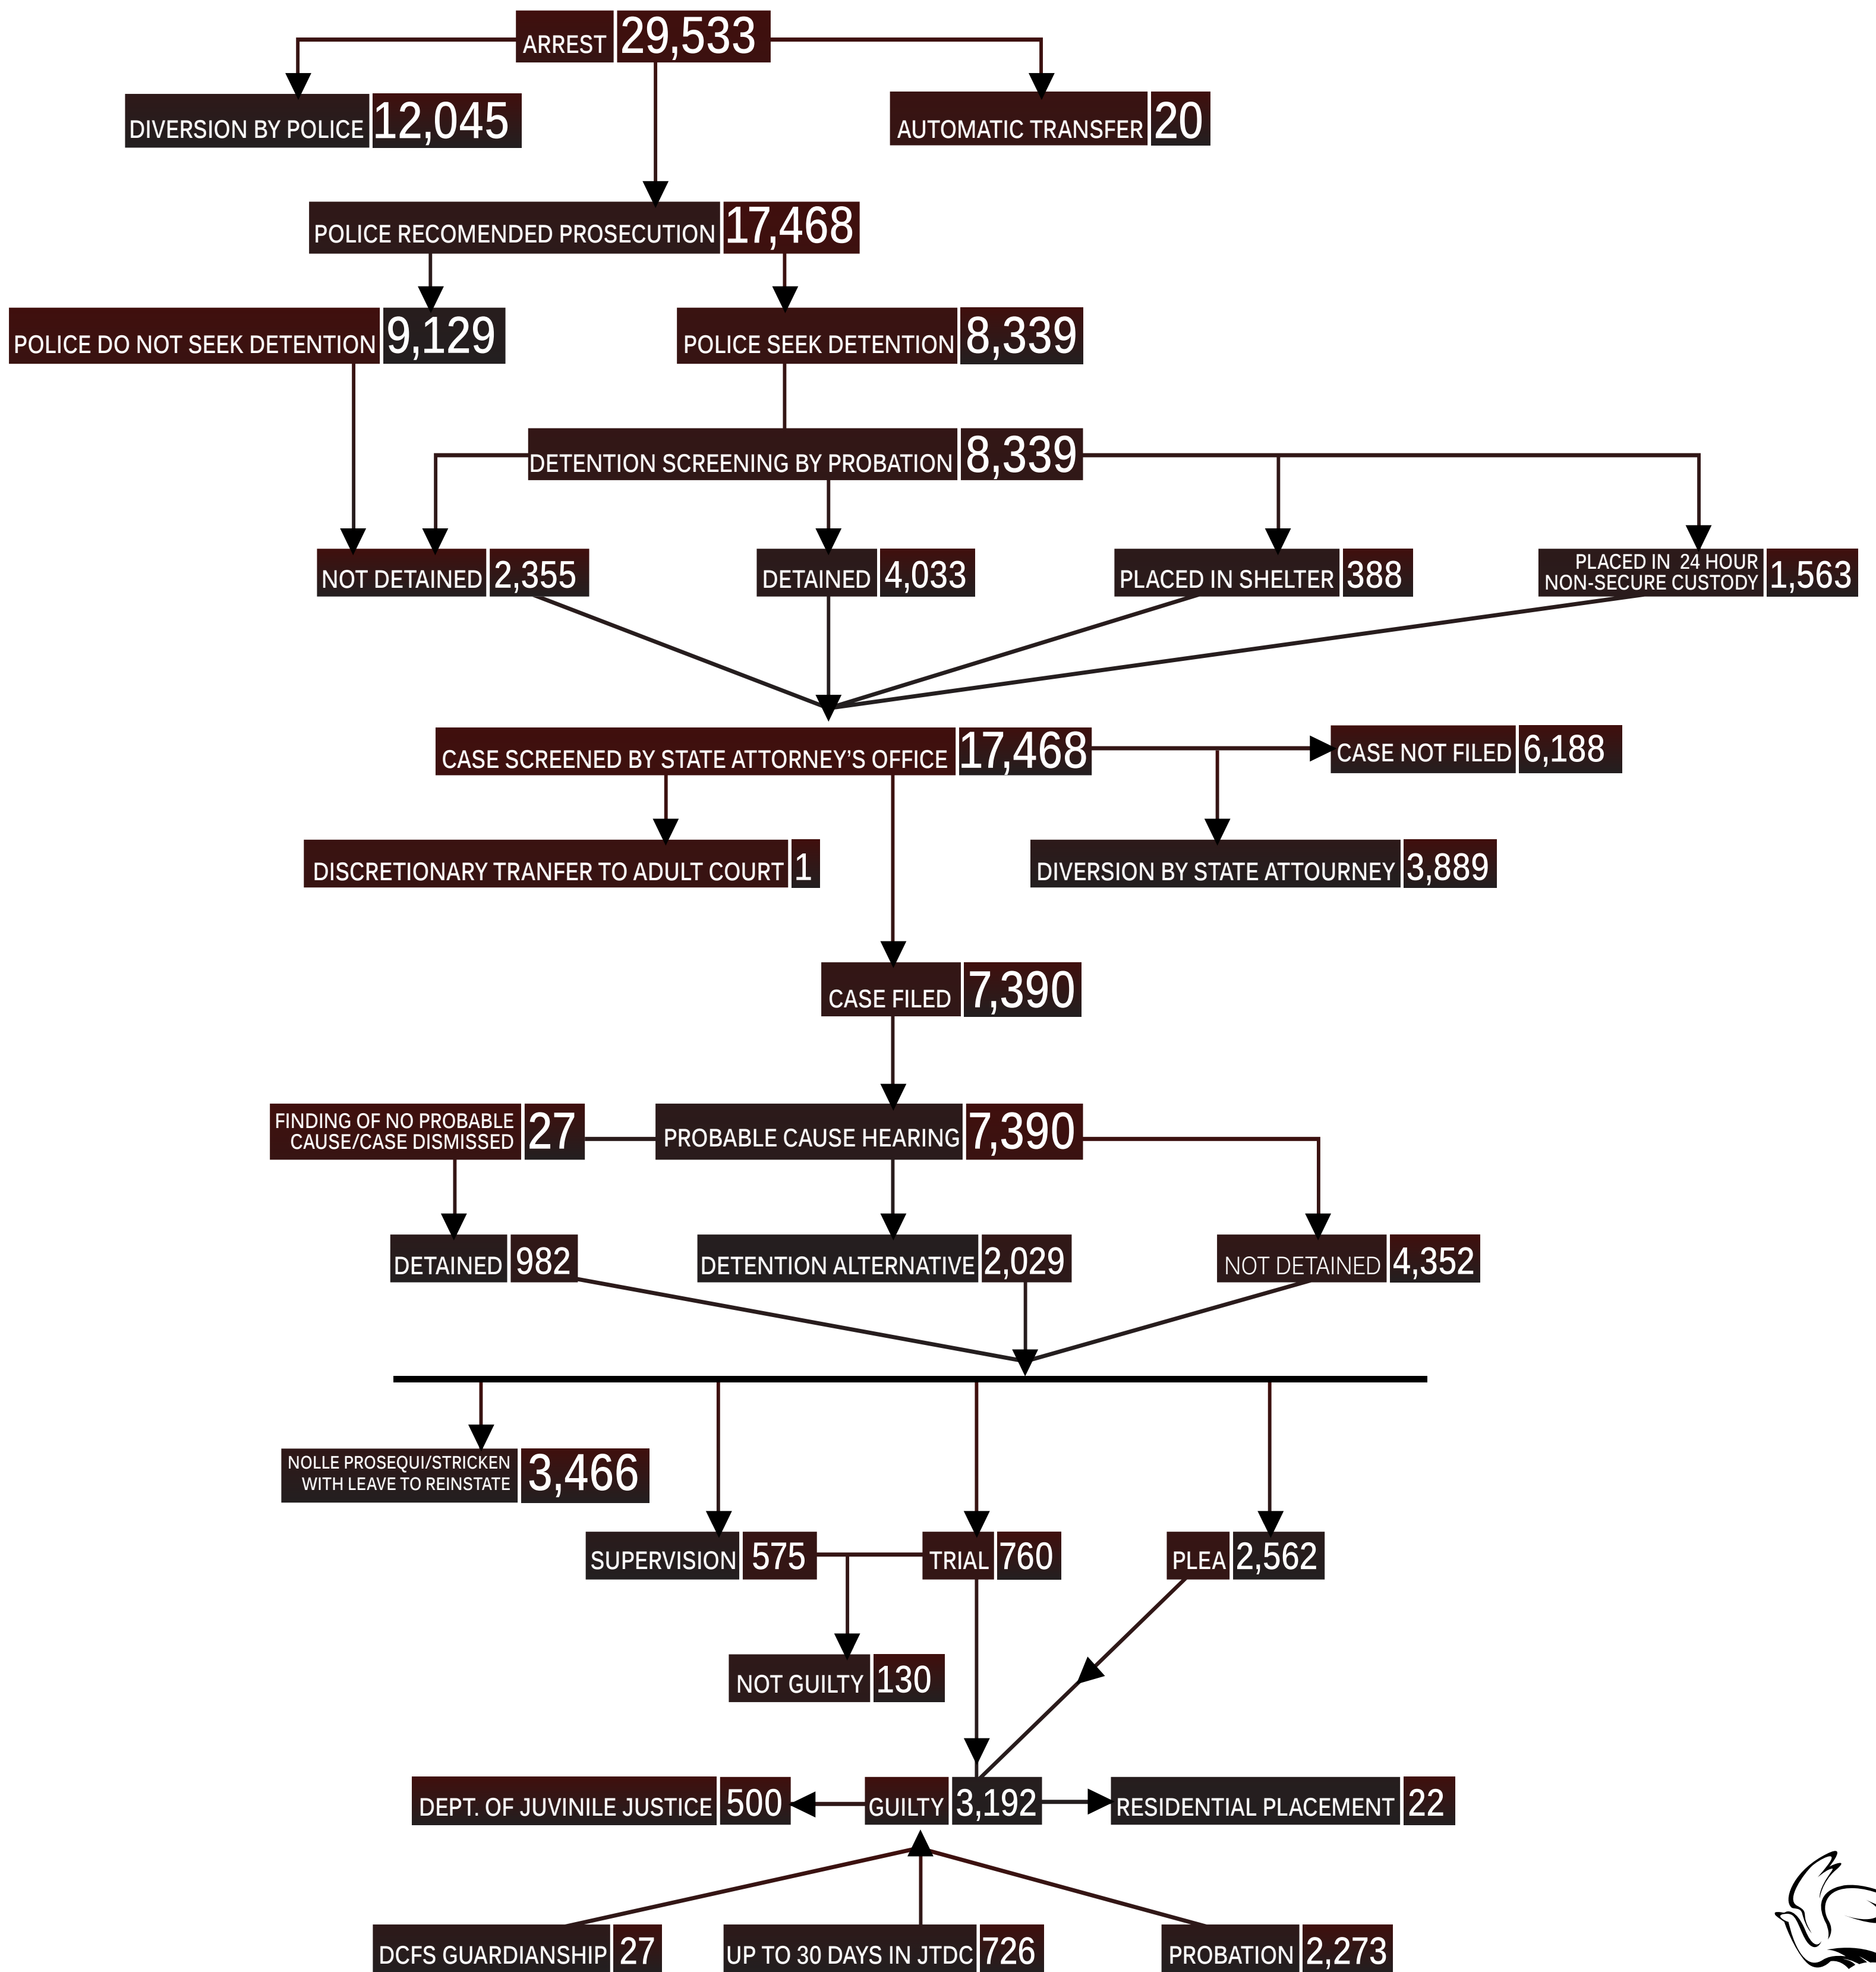 ARREST 29,533
DIVERSION BY POLICE 12,045
AUTOMATIC TRANSFER 20
POLICE RECOMENDED PROSECUTION 17,468
POLICE DO NOT SEEK DETENTION 9,129
POLICE SEEK DETENTION 8,339
DETENTION SCREENING BY PROBATION 8,339
NOT DETAINED 2,355
DETAINED 4,033
PLACED IN SHELTER 388
PLACED IN 24 HOUR
NON-SECURE CUSTODY 1,563
CASE SCREENED BY STATE ATTORNEY’S OFFICE 17,468
CASE NOT FILED 6,188
DISCRETIONARY TRANFER TO ADULT COURT 1
DIVERSION BY STATE ATTOURNEY 3,889
CASE FILED 7,390
FINDING OF NO PROBABLE
CAUSE/CASE DISMISSED 27
PROBABLE CAUSE HEARING 7,390
DETAINED 982
DETENTION ALTERNATIVE 2,029
NOT DETAINED 4,352
NOLLE PROSEQUI/STRICKEN
WITH LEAVE TO REINSTATE 3,466
SUPERVISION 575
TRIAL 760
PLEA 2,562
NOT GUILTY 130
DEPT. OF JUVINILE JUSTICE 500
GUILTY 3,192
RESIDENTIAL PLACEMENT 22
DCFS GUARDIANSHIP 27
UP TO 30 DAYS IN JTDC 726
PROBATION 2,273